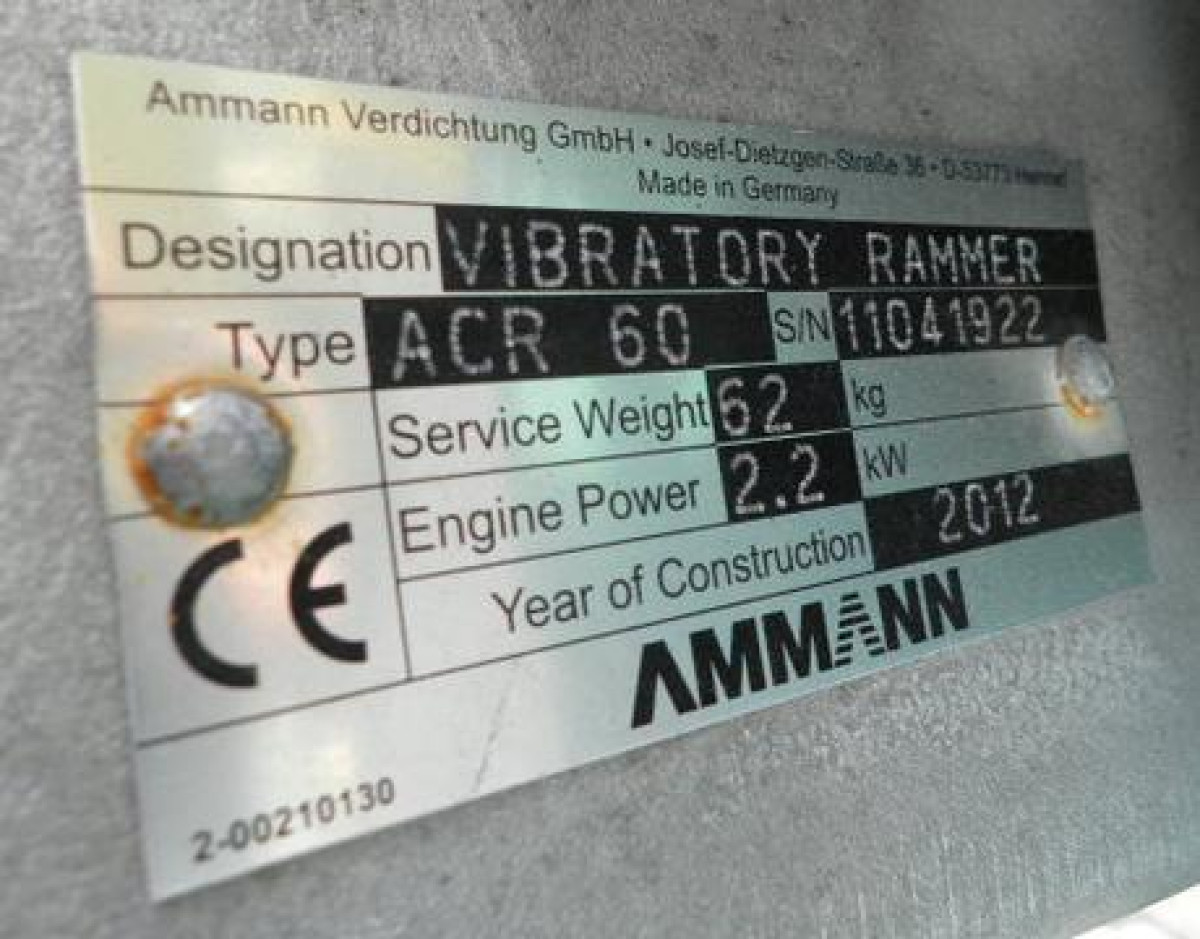 Ammann Verdichtung GmbH • Josef-Dietzgen-Straße 36 • D-53773 Hennef
Made in Germany
Designation VIBRATORY RAMMER
Type ACR 60 S/N 11041922
Service Weight 62 kg
Engine Power 2.2 kW
Year of Construction 2012
CE
AMMANN
2-00210130